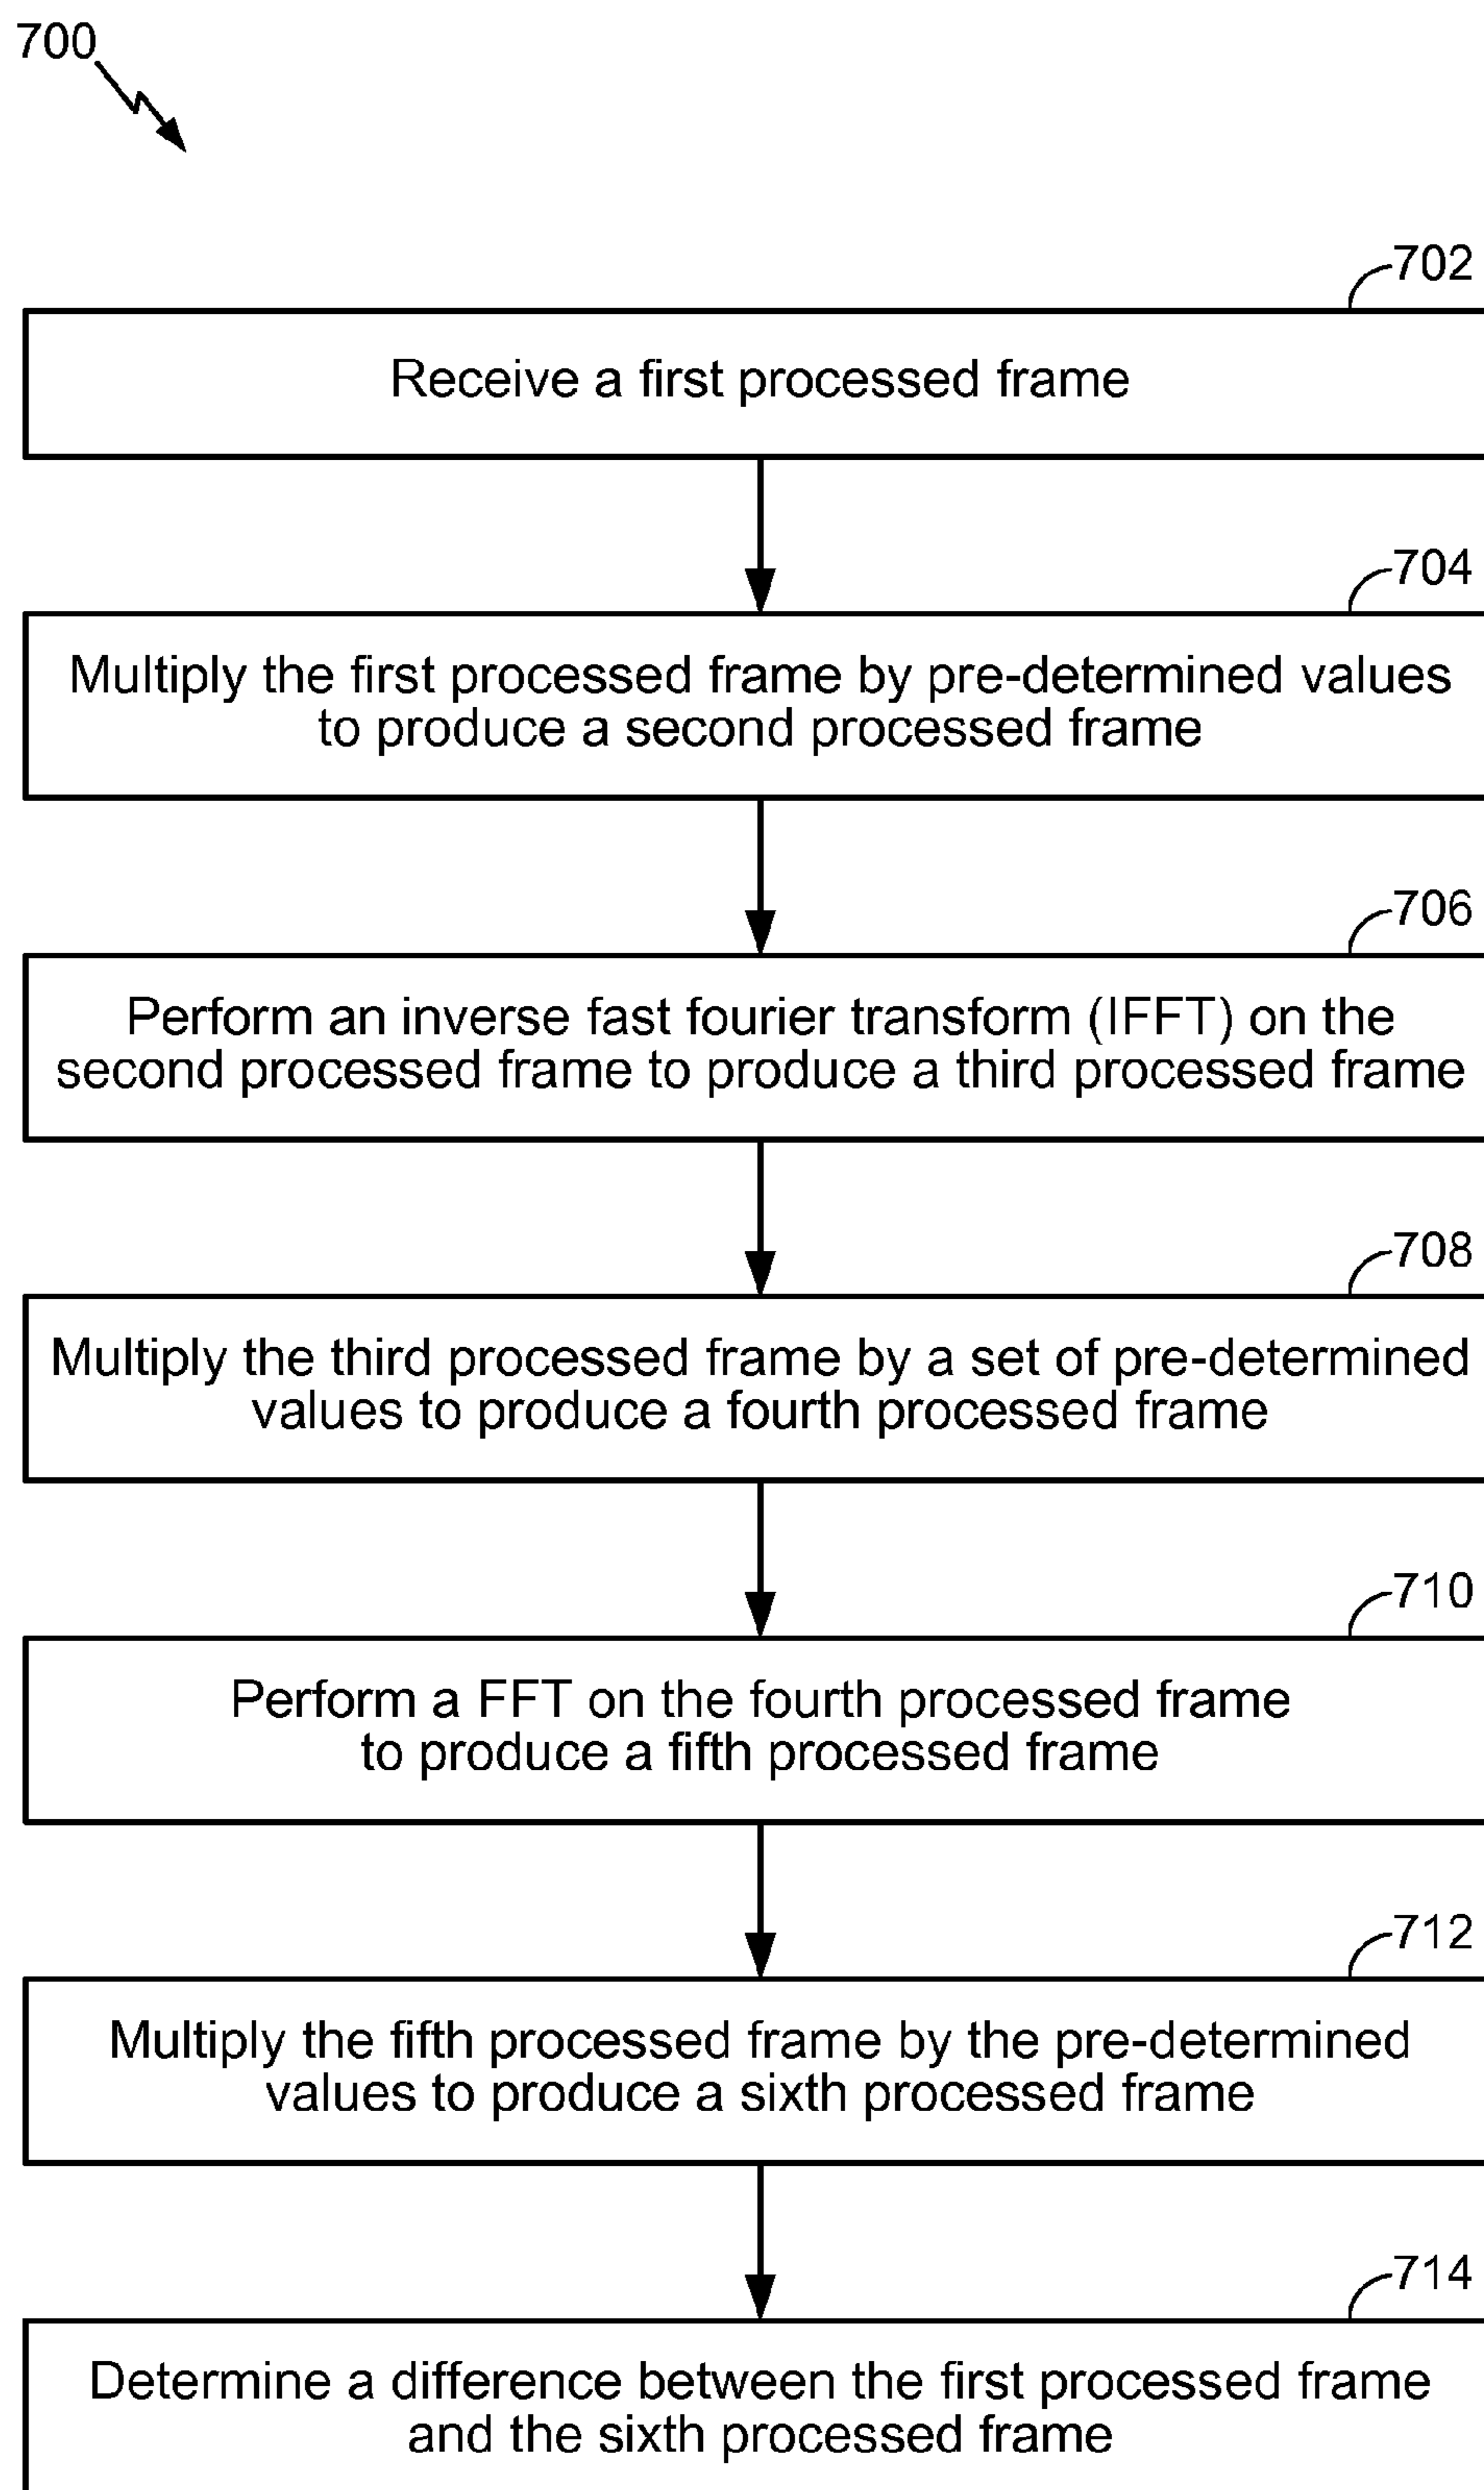 700
702
Receive a first processed frame
704
Multiply the first processed frame by pre-determined values
to produce a second processed frame
706
Perform an inverse fast fourier transform (IFFT) on the
second processed frame to produce a third processed frame
708
Multiply the third processed frame by a set of pre-determined
values to produce a fourth processed frame
710
Perform a FFT on the fourth processed frame
to produce a fifth processed frame
712
Multiply the fifth processed frame by the pre-determined
values to produce a sixth processed frame
714
Determine a difference between the first processed frame
and the sixth processed frame